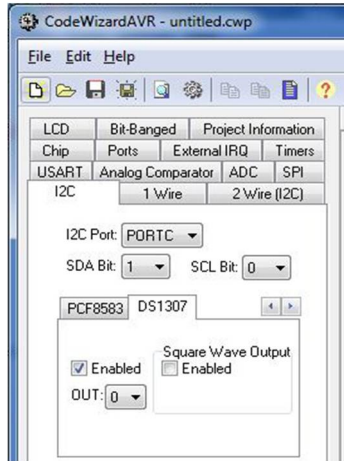 CodeWizardAVR - untitled.cwp
File Edit Help
?
LCD Bit-Banged Project Information
Chip Ports External IRQ Timers
USART Analog Comparator ADC SPI
I2C 1 Wire 2 Wire (I2C)
I2C Port: PORTC
SDA Bit: 1 SCL Bit: 0
PCF8583 DS1307
Square Wave Output
Enabled Enabled
OUT: 0